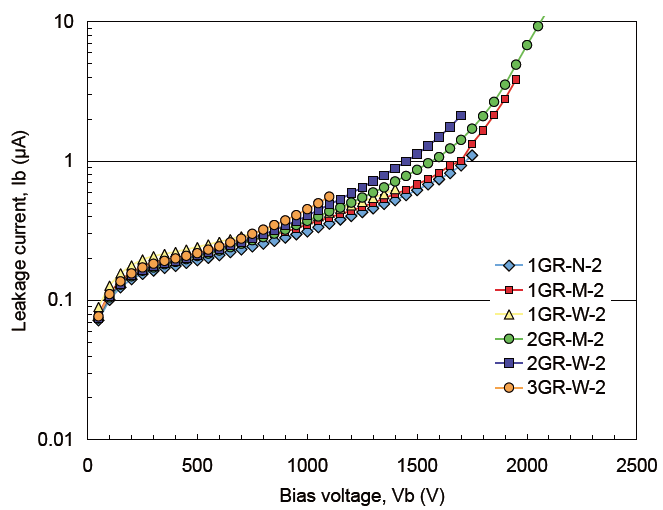 10
1
0.1
0.01
Leakage current, Ib (µA)
0
500
1000
1500
2000
2500
Bias voltage, Vb (V)
1GR-N-2
1GR-M-2
1GR-W-2
2GR-M-2
2GR-W-2
3GR-W-2